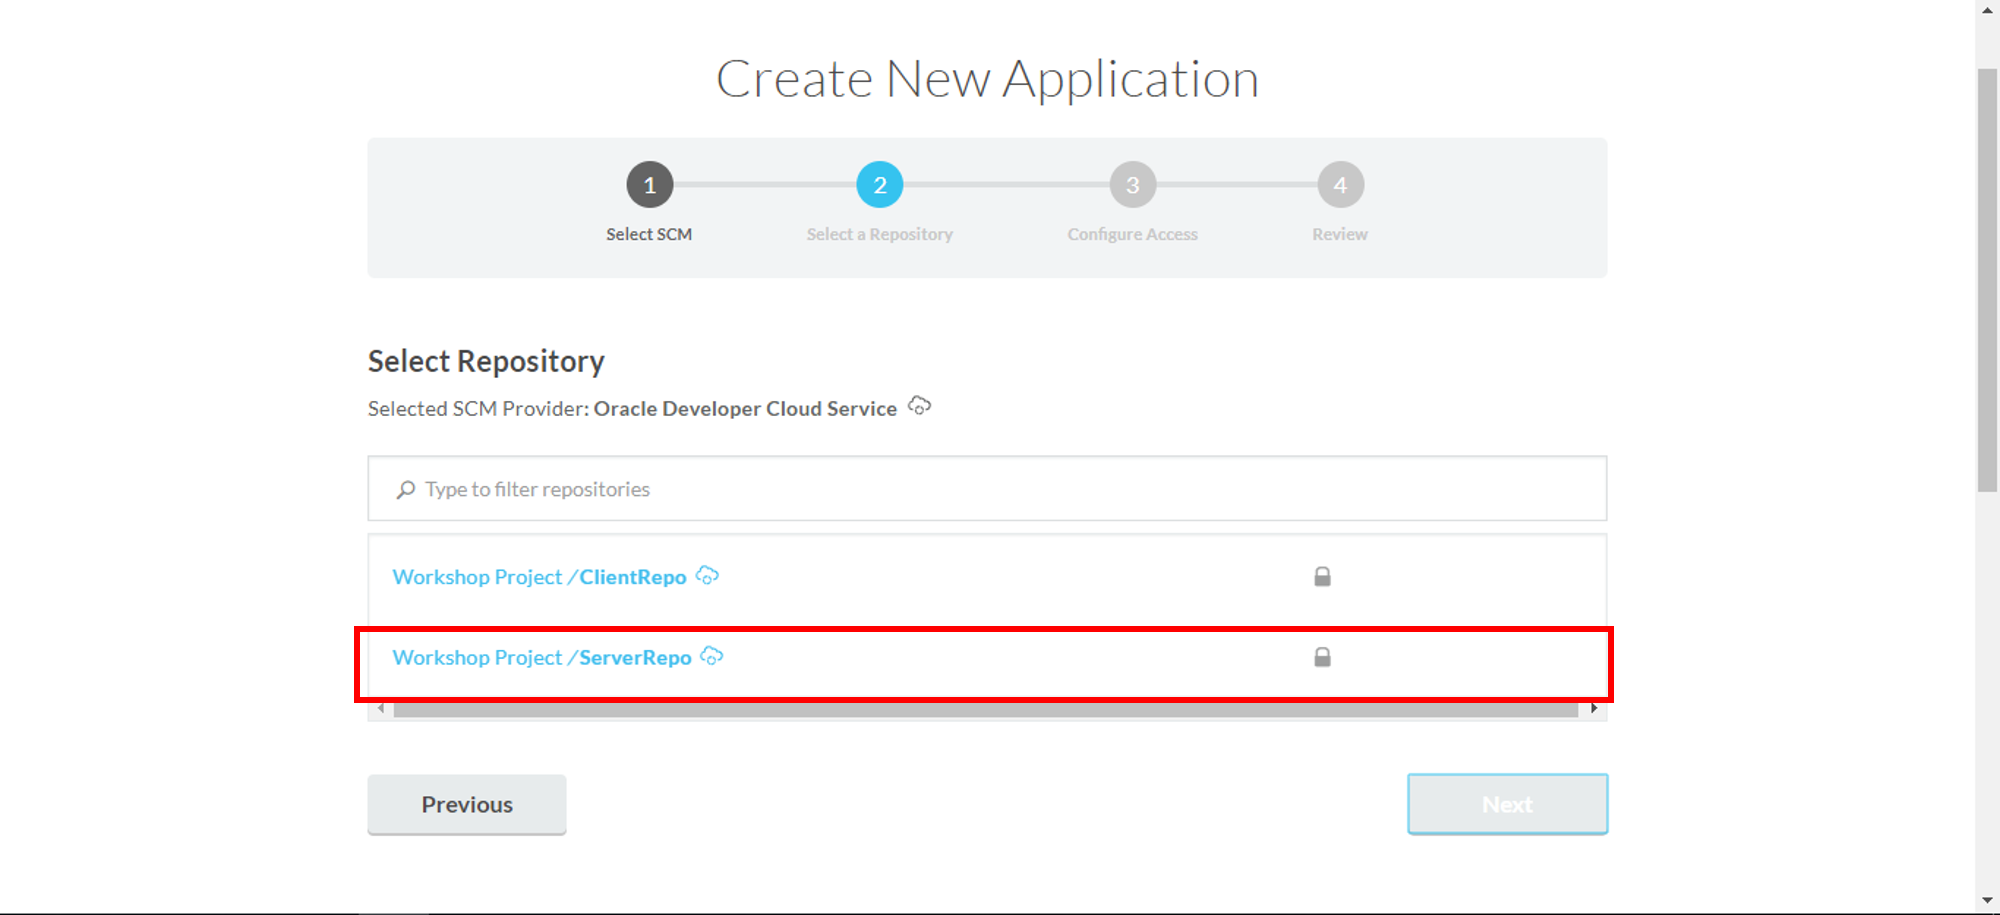 Create New Application
1 2 3 4
Select SCM Select a Repository Configure Access Review
Select Repository
Selected SCM Provider: Oracle Developer Cloud Service
Type to filter repositories
Workshop Project /ClientRepo
Workshop Project /ServerRepo
Previous Next